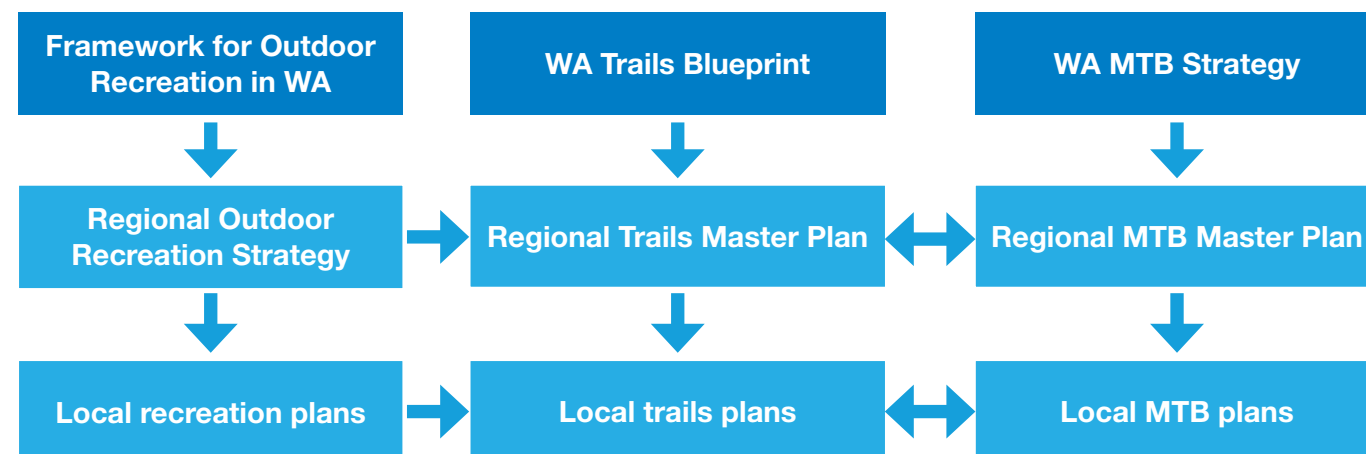 Framework for Outdoor
Recreation in WA
WA Trails Blueprint
WA MTB Strategy
Regional Outdoor
Recreation Strategy
Regional Trails Master Plan
Regional MTB Master Plan
Local recreation plans
Local trails plans
Local MTB plans